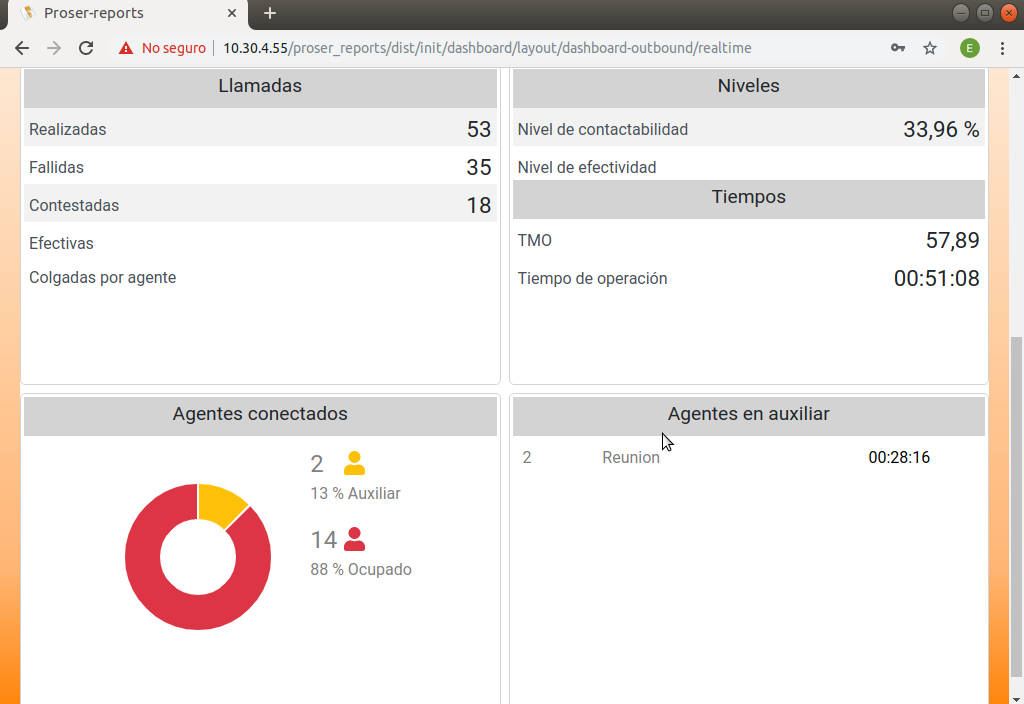 Proser-reports
No seguro
10.30.4.55/proser_reports/dist/init/dashboard/layout/dashboard-outbound/realtime
E
Llamadas
Realizadas 53
Fallidas 35
Contestadas 18
Efectivas
Colgadas por agente
Niveles
Nivel de contactabilidad 33,96 %
Nivel de efectividad
Tiempos
TMO 57,89
Tiempo de operación 00:51:08
Agentes conectados
2
13 % Auxiliar
14
88 % Ocupado
Agentes en auxiliar
2 Reunion 00:28:16